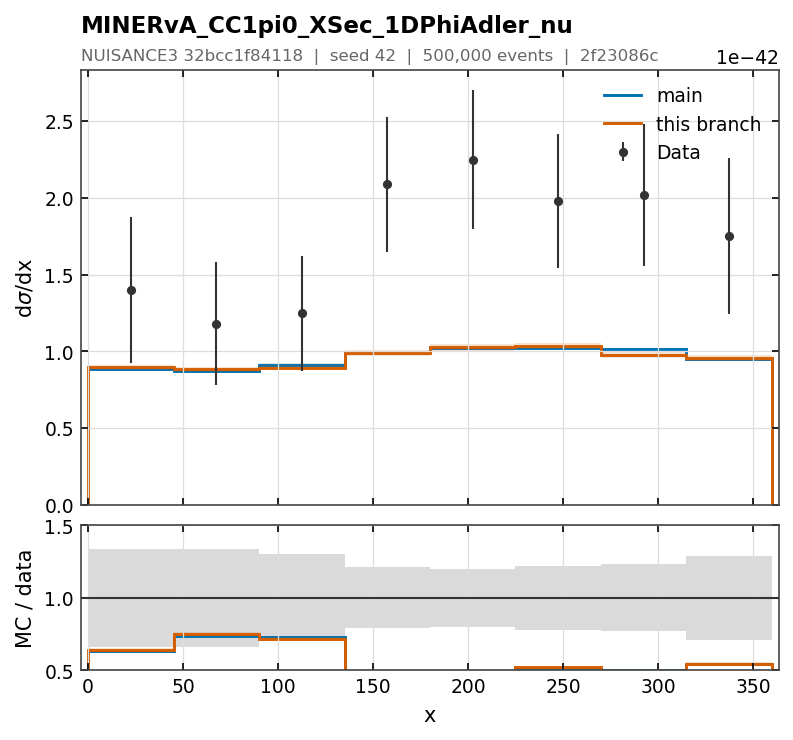 MINERvA_CC1pi0_XSec_1DPhiAdler_nu
NUISANCE3 32bcc1f84118 | seed 42 | 500,000 events | 2f23086c
1e−42
main
this branch
Data
dσ/dx
2.5
2.0
1.5
1.0
0.5
0.0
MC / data
1.5
1.0
0.5
0 50 100 150 200 250 300 350
x